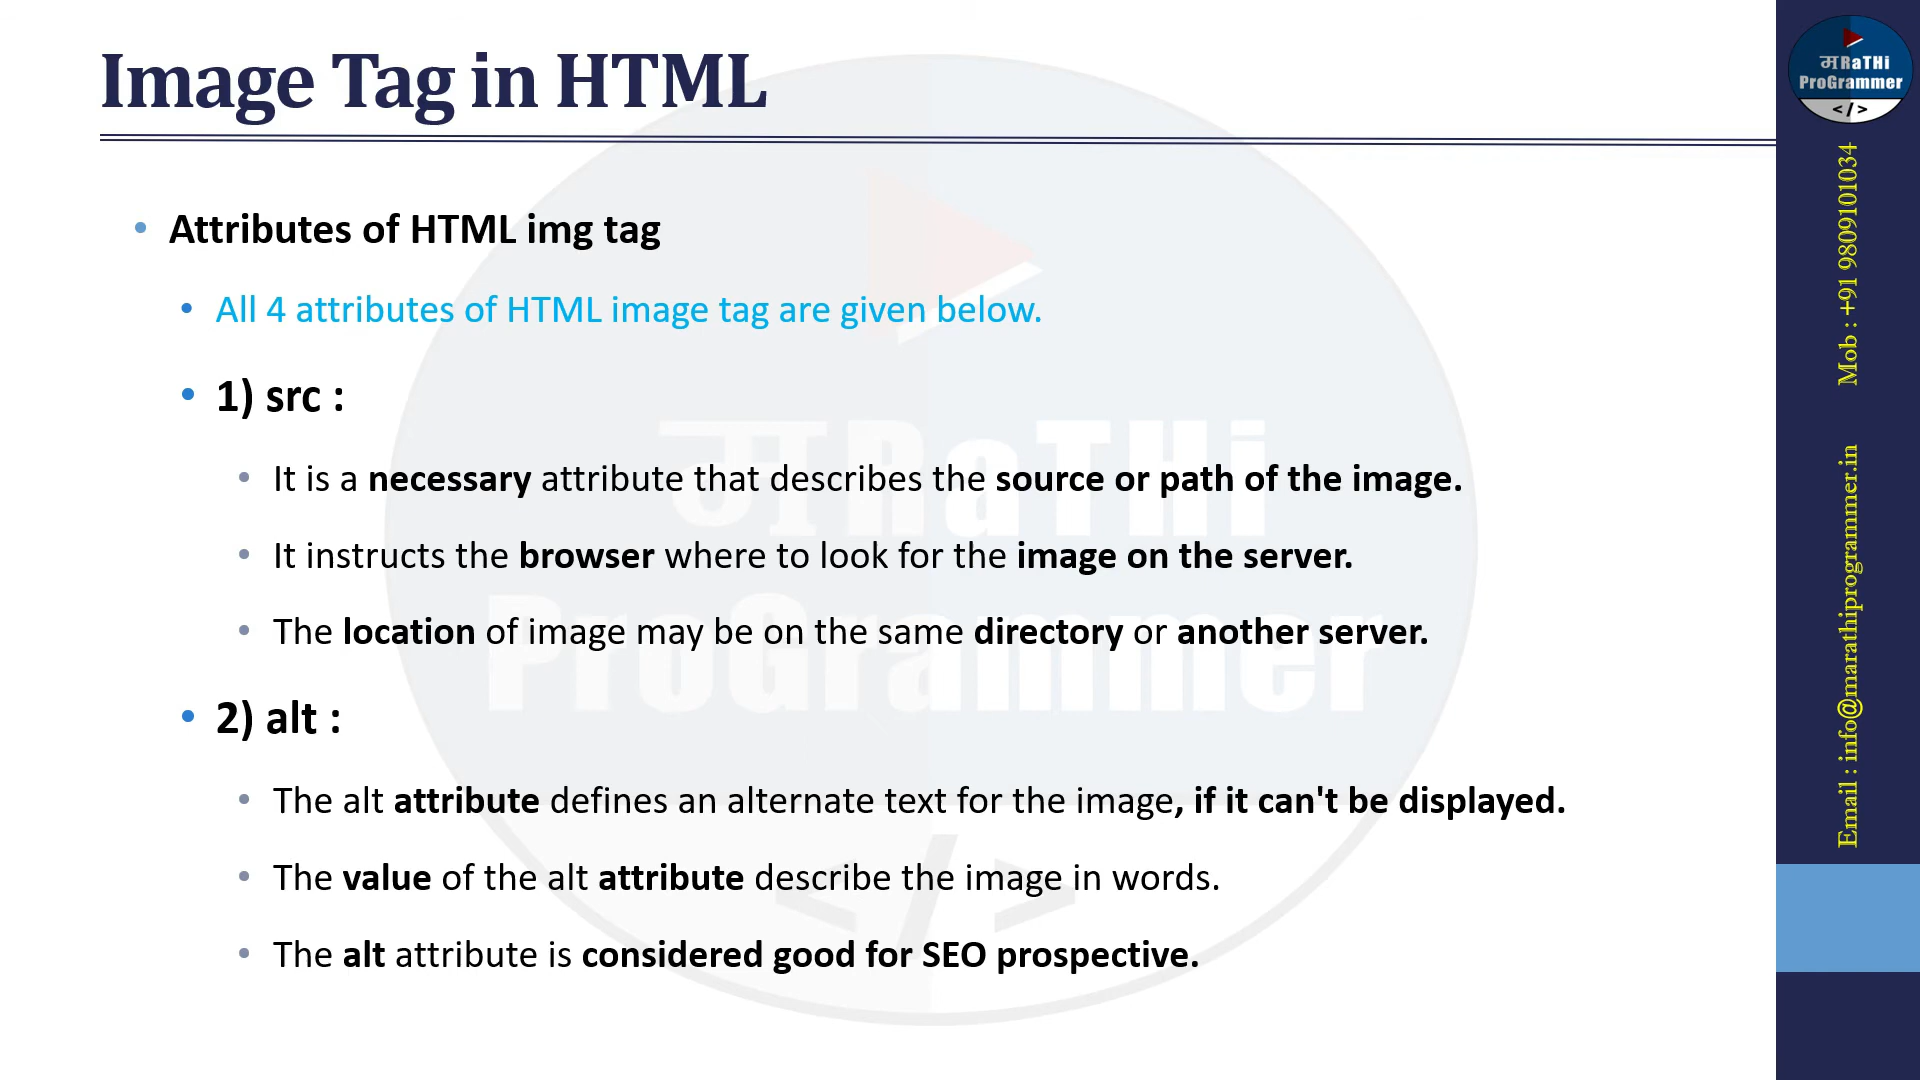 Image Tag in HTML
Attributes of HTML img tag
All 4 attributes of HTML image tag are given below.
1) src :
It is a necessary attribute that describes the source or path of the image.
It instructs the browser where to look for the image on the server.
The location of image may be on the same directory or another server.
2) alt :
The alt attribute defines an alternate text for the image, if it can't be displayed.
The value of the alt attribute describe the image in words.
The alt attribute is considered good for SEO prospective.
मRaTHi
ProGrammer
</>
मRaTHi
ProGrammer
</>
Mob : +91 9809101034
Email : info@marathiprogrammer.in